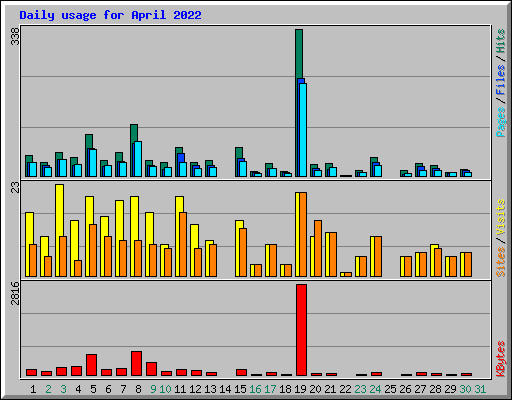 Daily usage for April 2022
338
Pages / Files / Hits
23
Sites / Visits
2816
KBytes
1 2 3 4 5 6 7 8 9 10 11 12 13 14 15 16 17 18 19 20 21 22 23 24 25 26 27 28 29 30 31